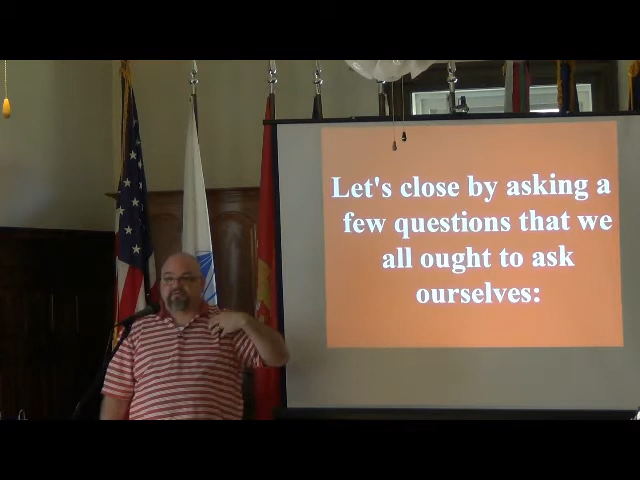 Let's close by asking a
few questions that we
all ought to ask
ourselves: